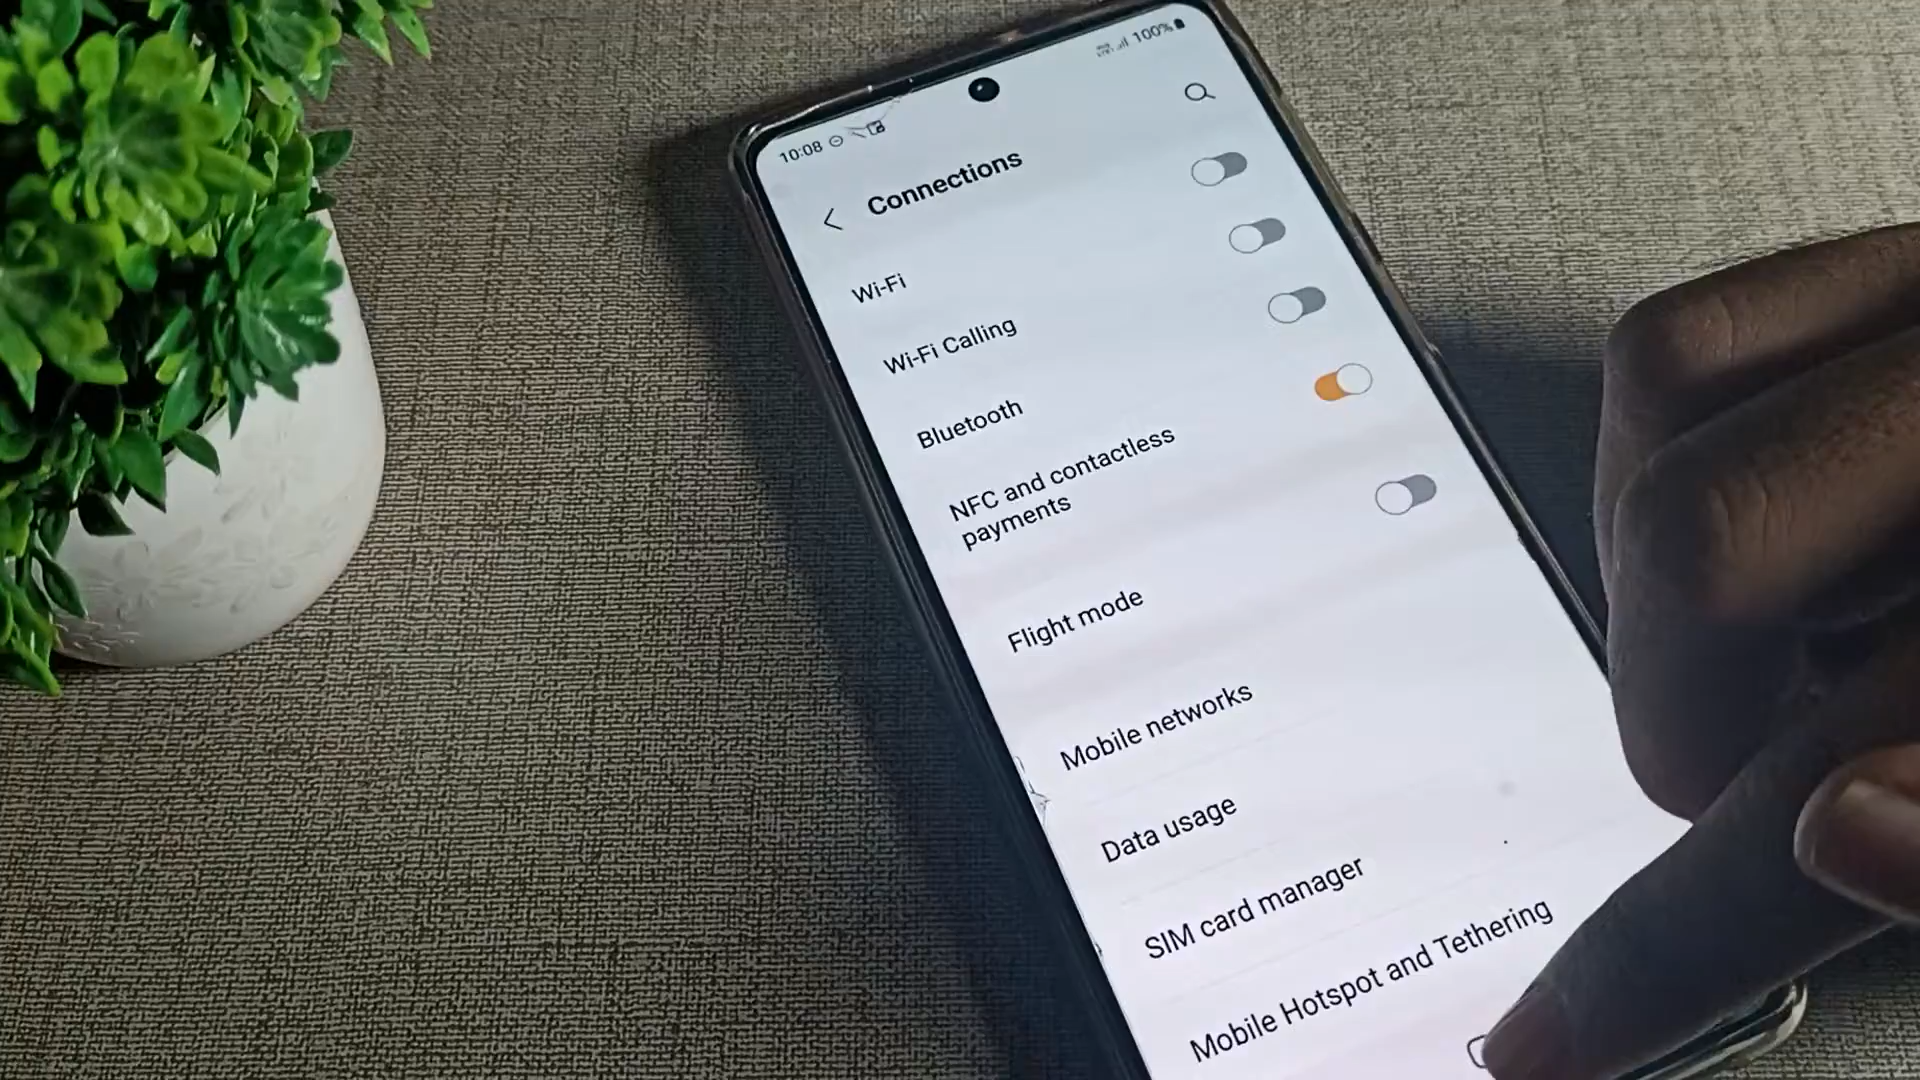 10:08
100%
Connections
Wi-Fi
Wi-Fi Calling
Bluetooth
NFC and contactless
payments
Flight mode
Mobile networks
Data usage
SIM card manager
Mobile Hotspot and Tethering